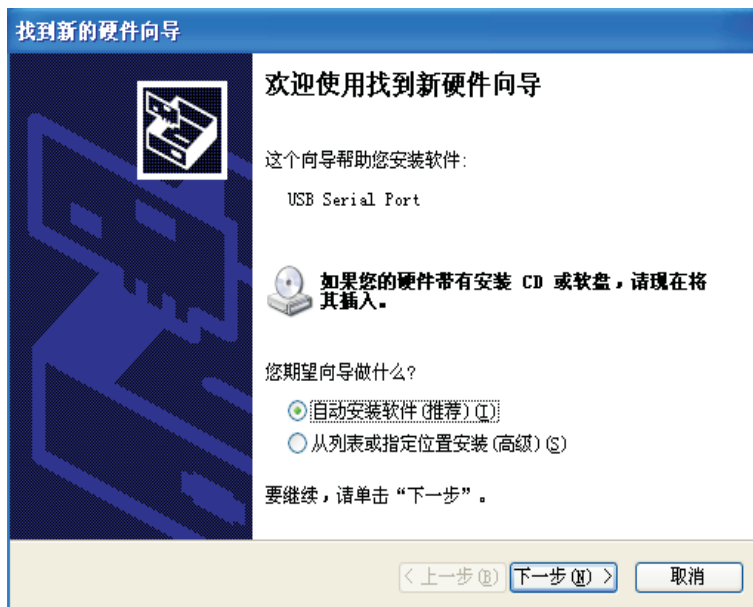 找到新的硬件向导
欢迎使用找到新硬件向导
这个向导帮助您安装软件:
USB Serial Port
如果您的硬件带有安装 CD 或软盘，请现在将
其插入。
您期望向导做什么?
自动安装软件(推荐)(I)
从列表或指定位置安装(高级)(S)
要继续，请单击“下一步”。
< 上一步(B)
下一步(N) >
取消